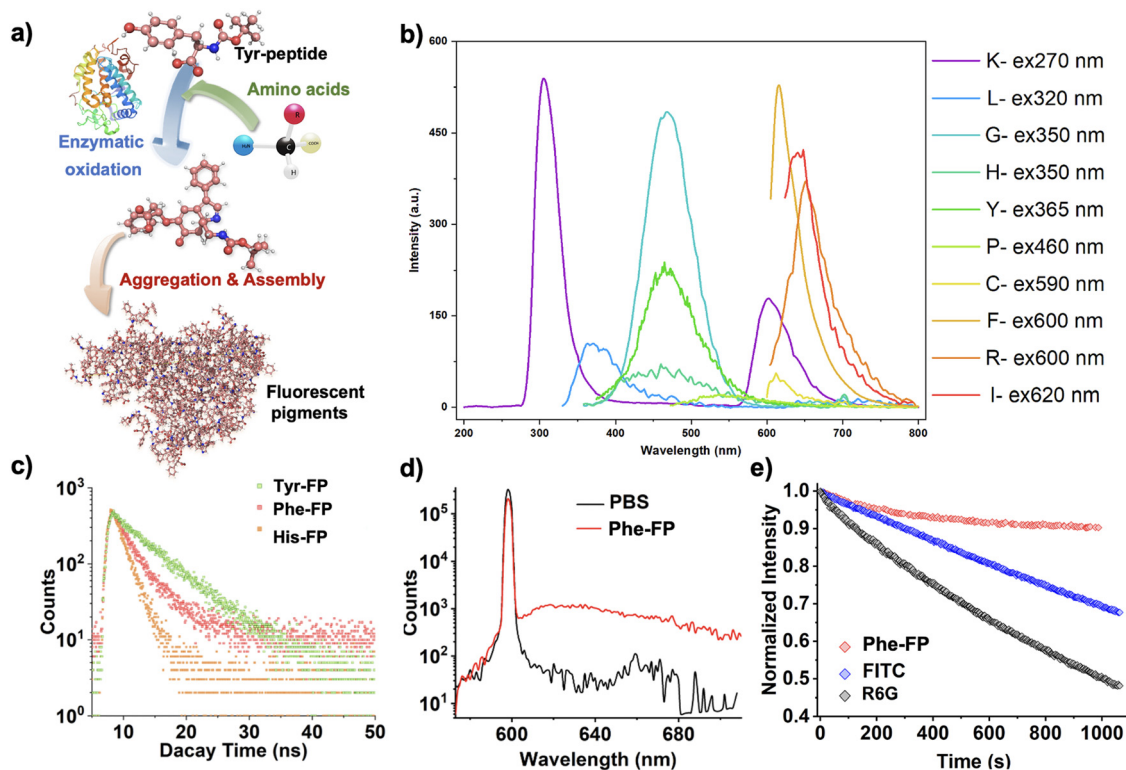 a)
Tyr-peptide
Amino acids
R
H₂N
C
COOH
H
Enzymatic
oxidation
Aggregation & Assembly
Fluorescent
pigments
b)
600
450
300
150
0
Intensity (a.u.)
200 300 400 500 600 700 800
Wavelength (nm)
K- ex270 nm
L- ex320 nm
G- ex350 nm
H- ex350 nm
Y- ex365 nm
P- ex460 nm
C- ex590 nm
F- ex600 nm
R- ex600 nm
I- ex620 nm
c)
10³
10²
10¹
10⁰
Counts
Tyr-FP
Phe-FP
His-FP
10 20 30 40 50
Dacay Time (ns)
d)
10⁵
10⁴
10³
10²
10¹
Counts
PBS
Phe-FP
600 640 680
Wavelength (nm)
e)
1.0
0.9
0.8
0.7
0.6
0.5
0.4
Normalized Intensity
Phe-FP
FITC
R6G
0 200 400 600 800 1000
Time (s)